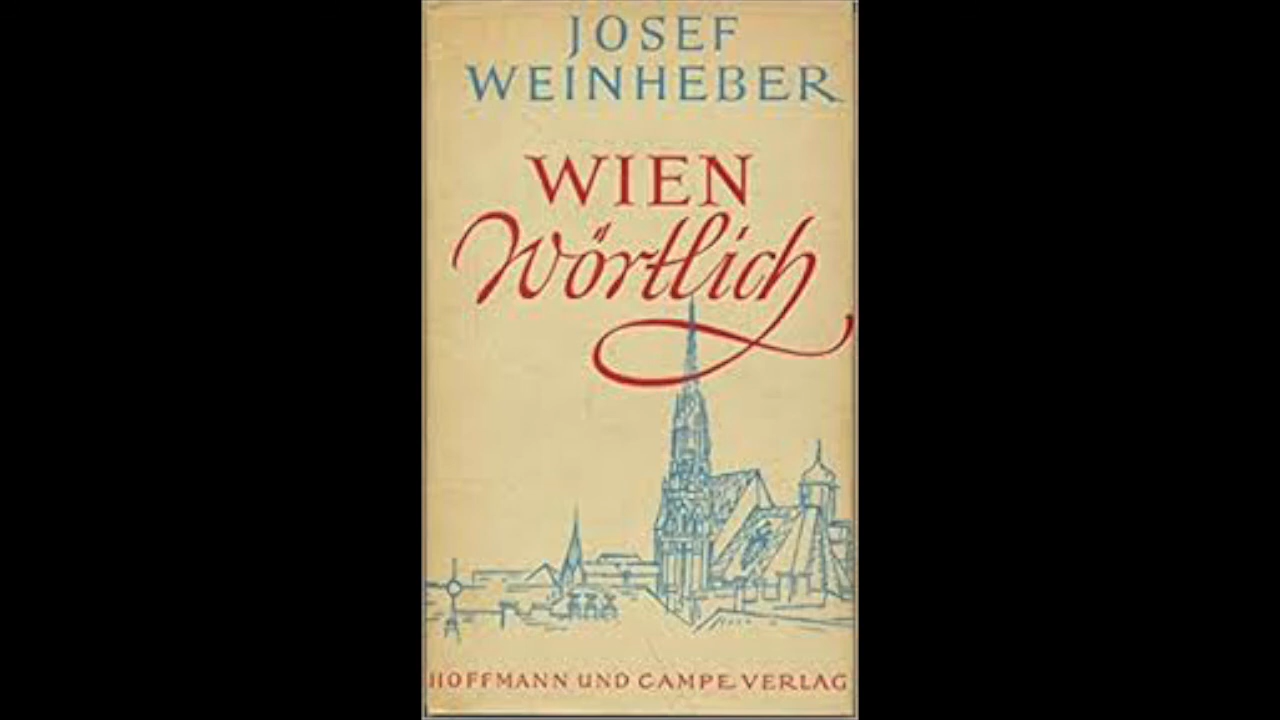 JOSEF
WEINHEBER
WIEN
Wörtlich
HOFFMANN UND CAMPE VERLAG